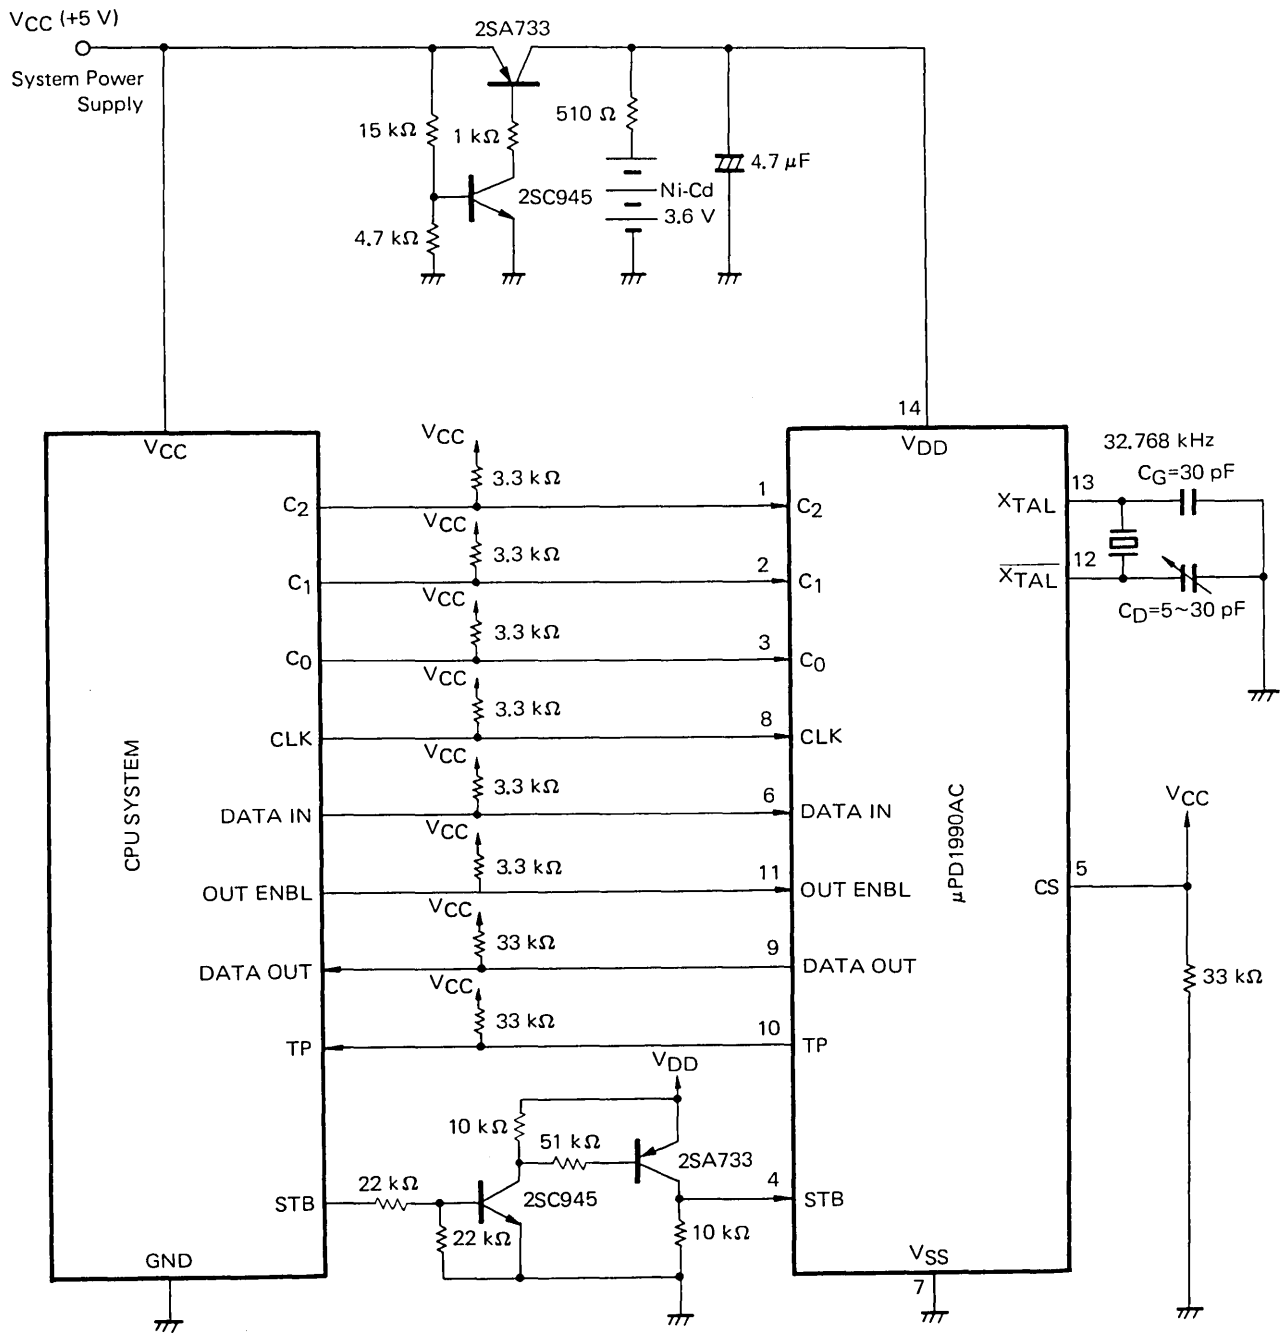 VCC (+5 V)
System Power
Supply
2SA733
15 kΩ
1 kΩ
2SC945
4.7 kΩ
510 Ω
Ni-Cd
3.6 V
4.7 µF
14
VCC
VDD
32.768 kHz
CG=30 pF
13
XTAL
12
XTAL
CD=5~30 pF
VCC
3.3 kΩ
C2
1
C2
VCC
3.3 kΩ
C1
2
C1
VCC
3.3 kΩ
C0
3
C0
VCC
3.3 kΩ
CLK
8
CLK
VCC
3.3 kΩ
DATA IN
6
DATA IN
VCC
3.3 kΩ
OUT ENBL
11
OUT ENBL
VCC
33 kΩ
DATA OUT
9
DATA OUT
VCC
33 kΩ
TP
10
TP
CPU SYSTEM
µPD1990AC
VCC
5
CS
33 kΩ
VDD
10 kΩ
51 kΩ
2SA733
STB
22 kΩ
2SC945
22 kΩ
4
STB
10 kΩ
GND
VSS
7